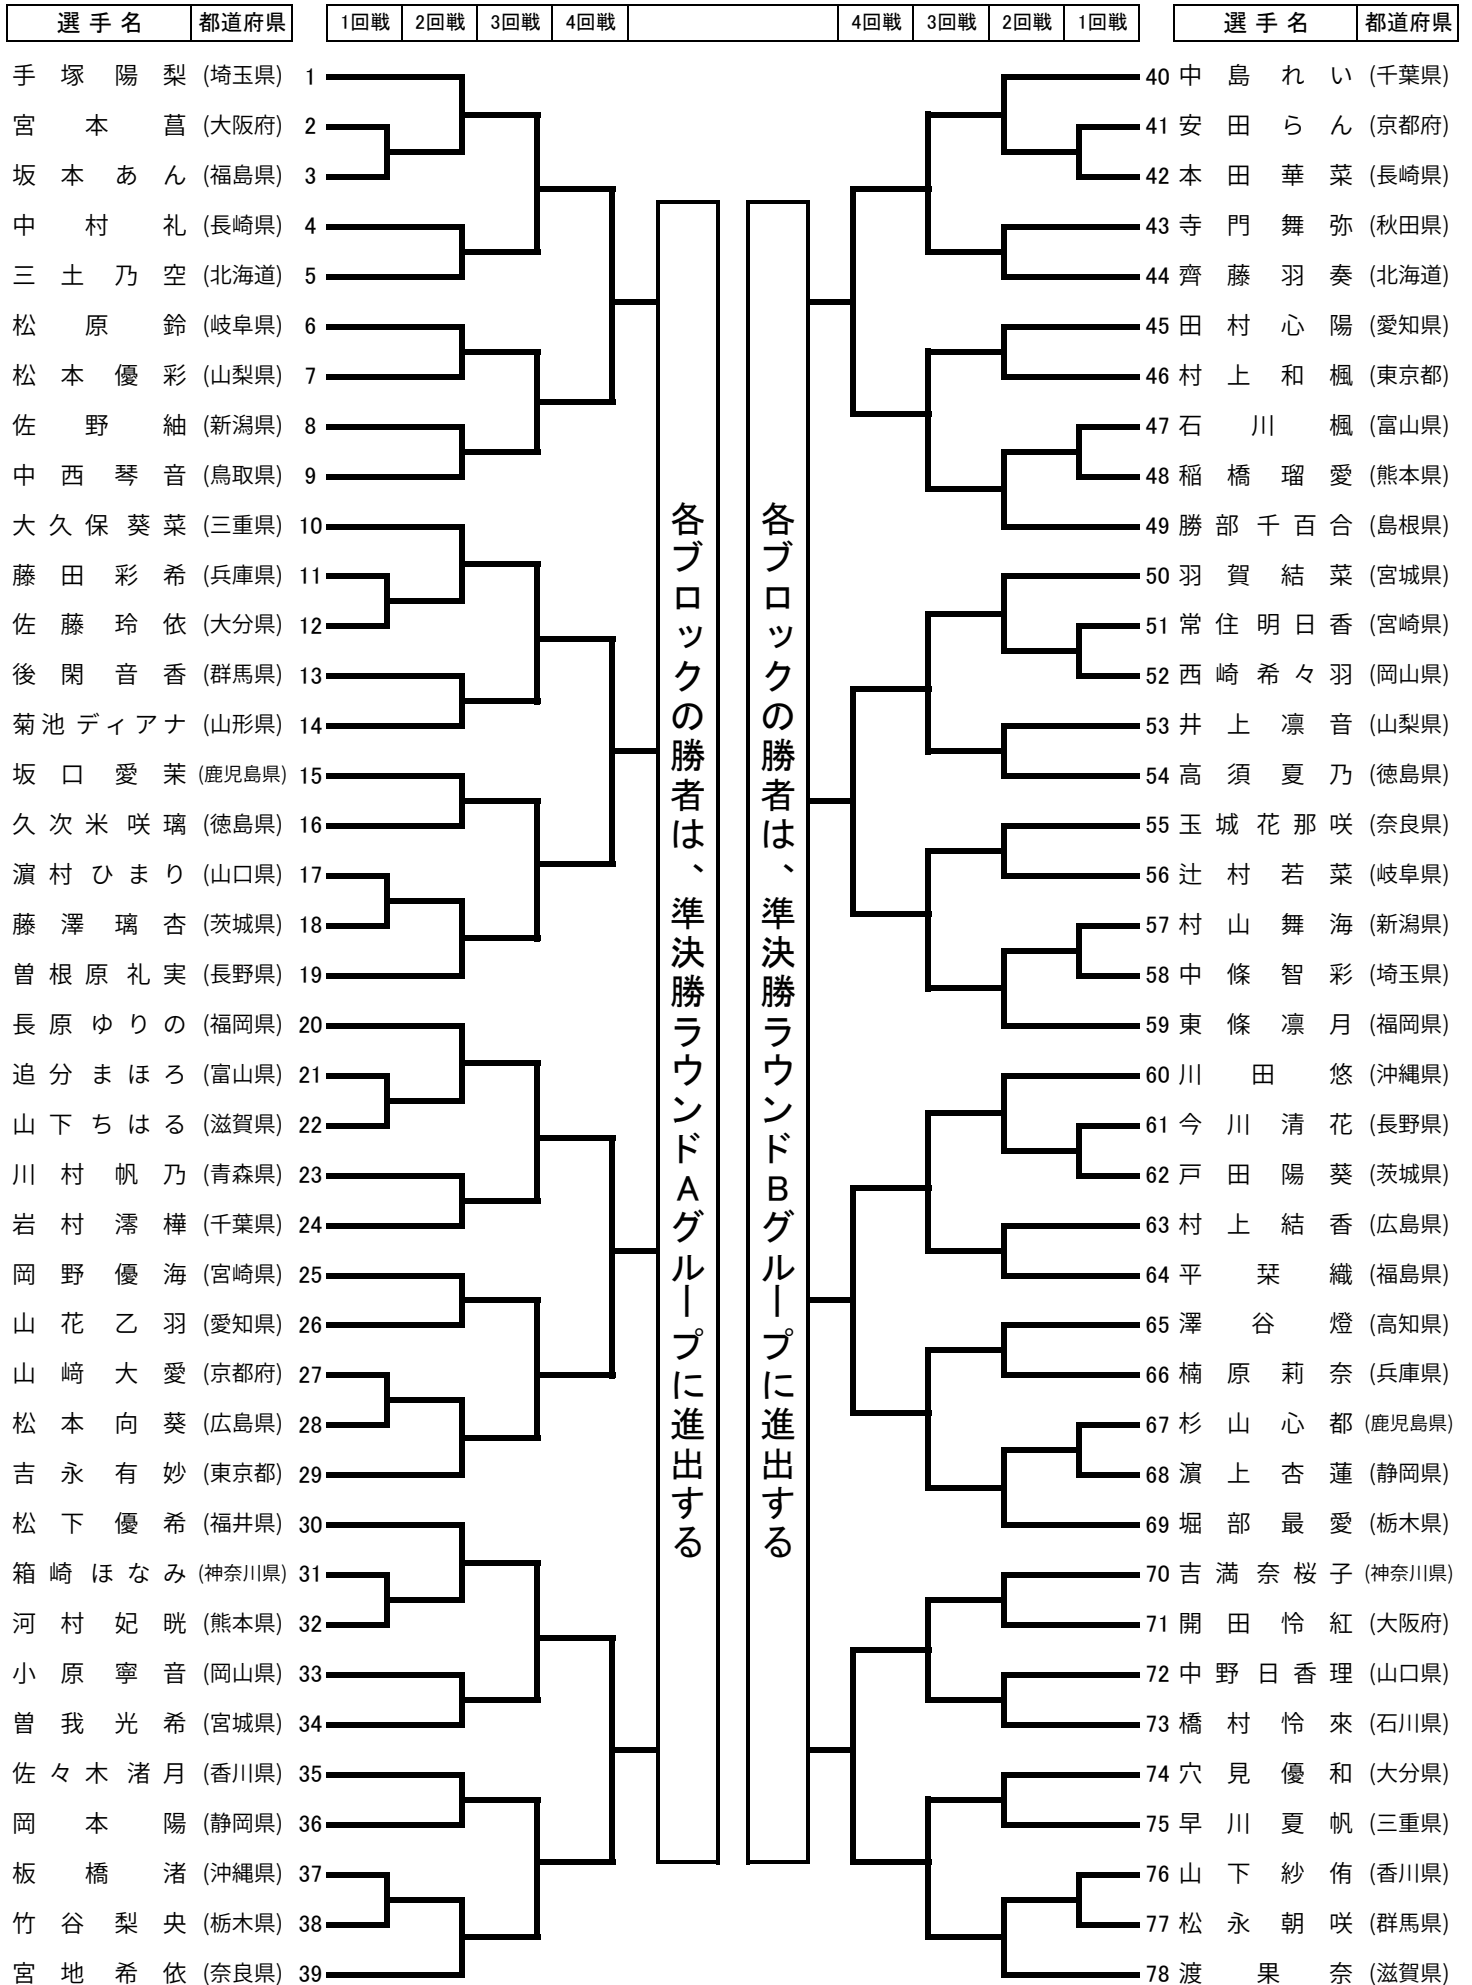 選手名 都道府県 1回戦 2回戦 3回戦 4回戦 4回戦 3回戦 2回戦 1回戦 選手名 都道府県
手塚陽梨 (埼玉県) 1
宮本菖 (大阪府) 2
坂本あん (福島県) 3
中村礼 (長崎県) 4
三土乃空 (北海道) 5
松原鈴 (岐阜県) 6
松本優彩 (山梨県) 7
佐野紬 (新潟県) 8
中西琴音 (鳥取県) 9
大久保葵菜 (三重県) 10
藤田彩希 (兵庫県) 11
佐藤玲依 (大分県) 12
後閑音香 (群馬県) 13
菊池ディアナ (山形県) 14
坂口愛茉 (鹿児島県) 15
久次米咲璃 (徳島県) 16
濵村ひまり (山口県) 17
藤澤璃杏 (茨城県) 18
曽根原礼実 (長野県) 19
長原ゆりの (福岡県) 20
追分まほろ (富山県) 21
山下ちはる (滋賀県) 22
川村帆乃 (青森県) 23
岩村澪樺 (千葉県) 24
岡野優海 (宮崎県) 25
山花乙羽 (愛知県) 26
山﨑大愛 (京都府) 27
松本向葵 (広島県) 28
吉永有妙 (東京都) 29
松下優希 (福井県) 30
箱崎ほなみ (神奈川県) 31
河村妃晄 (熊本県) 32
小原寧音 (岡山県) 33
曽我光希 (宮城県) 34
佐々木渚月 (香川県) 35
岡本陽 (静岡県) 36
板橋渚 (沖縄県) 37
竹谷梨央 (栃木県) 38
宮地希依 (奈良県) 39
各ブロックの勝者は、準決勝ラウンドAグループに進出する
各ブロックの勝者は、準決勝ラウンドBグループに進出する
40 中島れい (千葉県)
41 安田らん (京都府)
42 本田華菜 (長崎県)
43 寺門舞弥 (秋田県)
44 齊藤羽奏 (北海道)
45 田村心陽 (愛知県)
46 村上和楓 (東京都)
47 石川楓 (富山県)
48 稲橋瑠愛 (熊本県)
49 勝部千百合 (島根県)
50 羽賀結菜 (宮城県)
51 常住明日香 (宮崎県)
52 西崎希々羽 (岡山県)
53 井上凛音 (山梨県)
54 高須夏乃 (徳島県)
55 玉城花那咲 (奈良県)
56 辻村若菜 (岐阜県)
57 村山舞海 (新潟県)
58 中條智彩 (埼玉県)
59 東條凛月 (福岡県)
60 川田悠 (沖縄県)
61 今川清花 (長野県)
62 戸田陽葵 (茨城県)
63 村上結香 (広島県)
64 平栞織 (福島県)
65 澤谷燈 (高知県)
66 楠原莉奈 (兵庫県)
67 杉山心都 (鹿児島県)
68 濵上杏蓮 (静岡県)
69 堀部最愛 (栃木県)
70 吉満奈桜子 (神奈川県)
71 開田怜紅 (大阪府)
72 中野日香理 (山口県)
73 橋村怜來 (石川県)
74 穴見優和 (大分県)
75 早川夏帆 (三重県)
76 山下紗侑 (香川県)
77 松永朝咲 (群馬県)
78 渡果奈 (滋賀県)